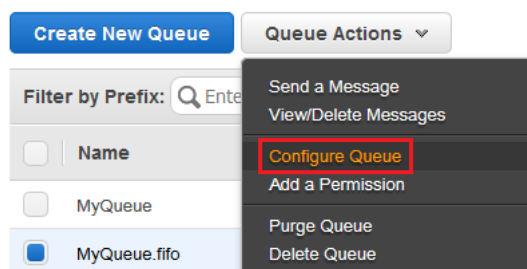 Create New Queue
Queue Actions
Filter by Prefix: Ente
Send a Message
View/Delete Messages
Name
Configure Queue
Add a Permission
MyQueue
Purge Queue
MyQueue.fifo
Delete Queue